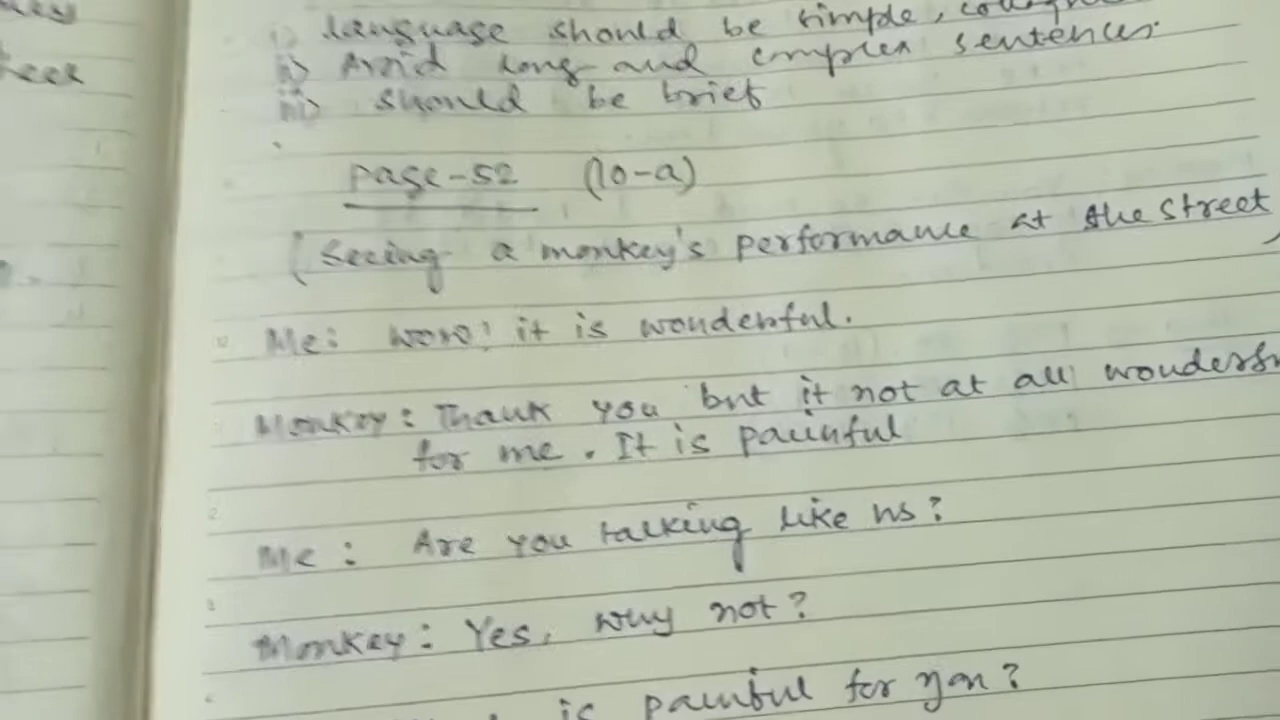 i) language should be simple,
ii) Avoid long and complex sentences.
iii) should be brief
Page-52 (10-a)
(Seeing a monkey's performance at the street)
Me: wow! it is wonderful.
Monkey: Thank you but it not at all
for me. It is painful
Me: Are you talking like us?
Monkey: Yes, why not?
is painful for you?